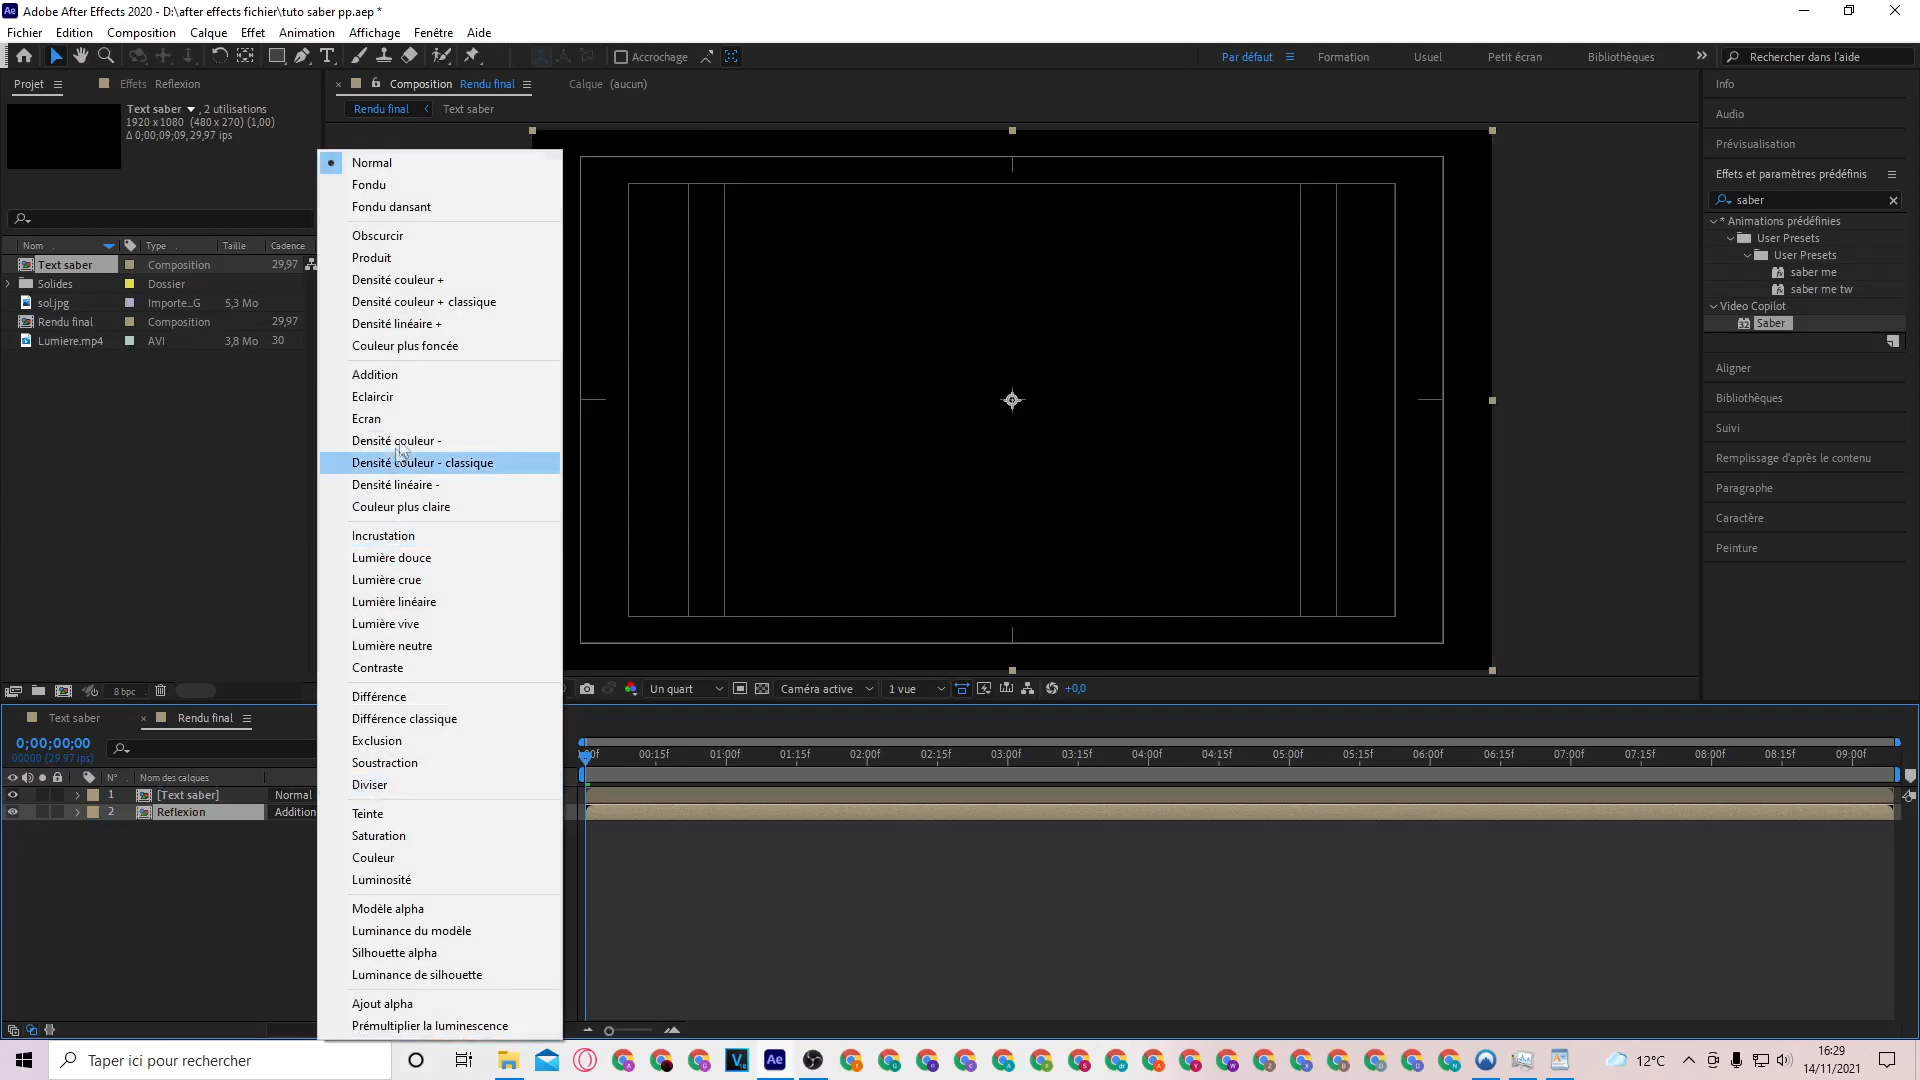 Adobe After Effects 2020 - D:\after effects fichier\tuto saber pp.aep *
Fichier Edition Composition Calque Effet Animation Affichage Fenêtre Aide
Accrochage Par défaut Formation Usuel Petit écran Bibliothèques Rechercher dans l'aide
Projet Effets Reflexion Composition Rendu final Calque (aucun) Info
Rendu final Text saber
Text saber , 2 utilisations
1920 x1080 (480 x 270) (1,00)
Δ 0;00;09;09, 29,97 ips
Audio
Prévisualisation
Effets et paramètres prédéfinis
saber
* Animations prédéfinies
User Presets
User Presets
saber me
saber me tw
Video Copilot
Saber
Aligner
Bibliothèques
Suivi
Remplissage d'après le contenu
Paragraphe
Caractère
Peinture
Nom Type Taille Cadence
Text saber Composition 29,97
Solides Dossier
sol.jpg Importe...G 5,3 Mo
Rendu final Composition 29,97
Lumiere.mp4 AVI 3,8 Mo 30
Normal
Fondu
Fondu dansant
Obscurcir
Produit
Densité couleur +
Densité couleur + classique
Densité linéaire +
Couleur plus foncée
Addition
Eclaircir
Ecran
Densité couleur -
Densité couleur - classique
Densité linéaire -
Couleur plus claire
Incrustation
Lumière douce
Lumière crue
Lumière linéaire
Lumière vive
Lumière neutre
Contraste
Différence
Différence classique
Exclusion
Soustraction
Diviser
Teinte
Saturation
Couleur
Luminosité
Modèle alpha
Luminance du modèle
Silhouette alpha
Luminance de silhouette
Ajout alpha
Prémultiplier la luminescence
8 bpc
Un quart Caméra active 1 vue +0,0
Text saber Rendu final
0;00;00;00
00000 (29.97 ips)
00:15f 01:00f 01:15f 02:00f 02:15f 03:00f 03:15f 04:00f 04:15f 05:00f 05:15f 06:00f 06:15f 07:00f 07:15f 08:00f 08:15f 09:00f
N° Nom des calques
1 [Text saber] Normal
2 Reflexion Addition
Taper ici pour rechercher
12°C
16:29
14/11/2021